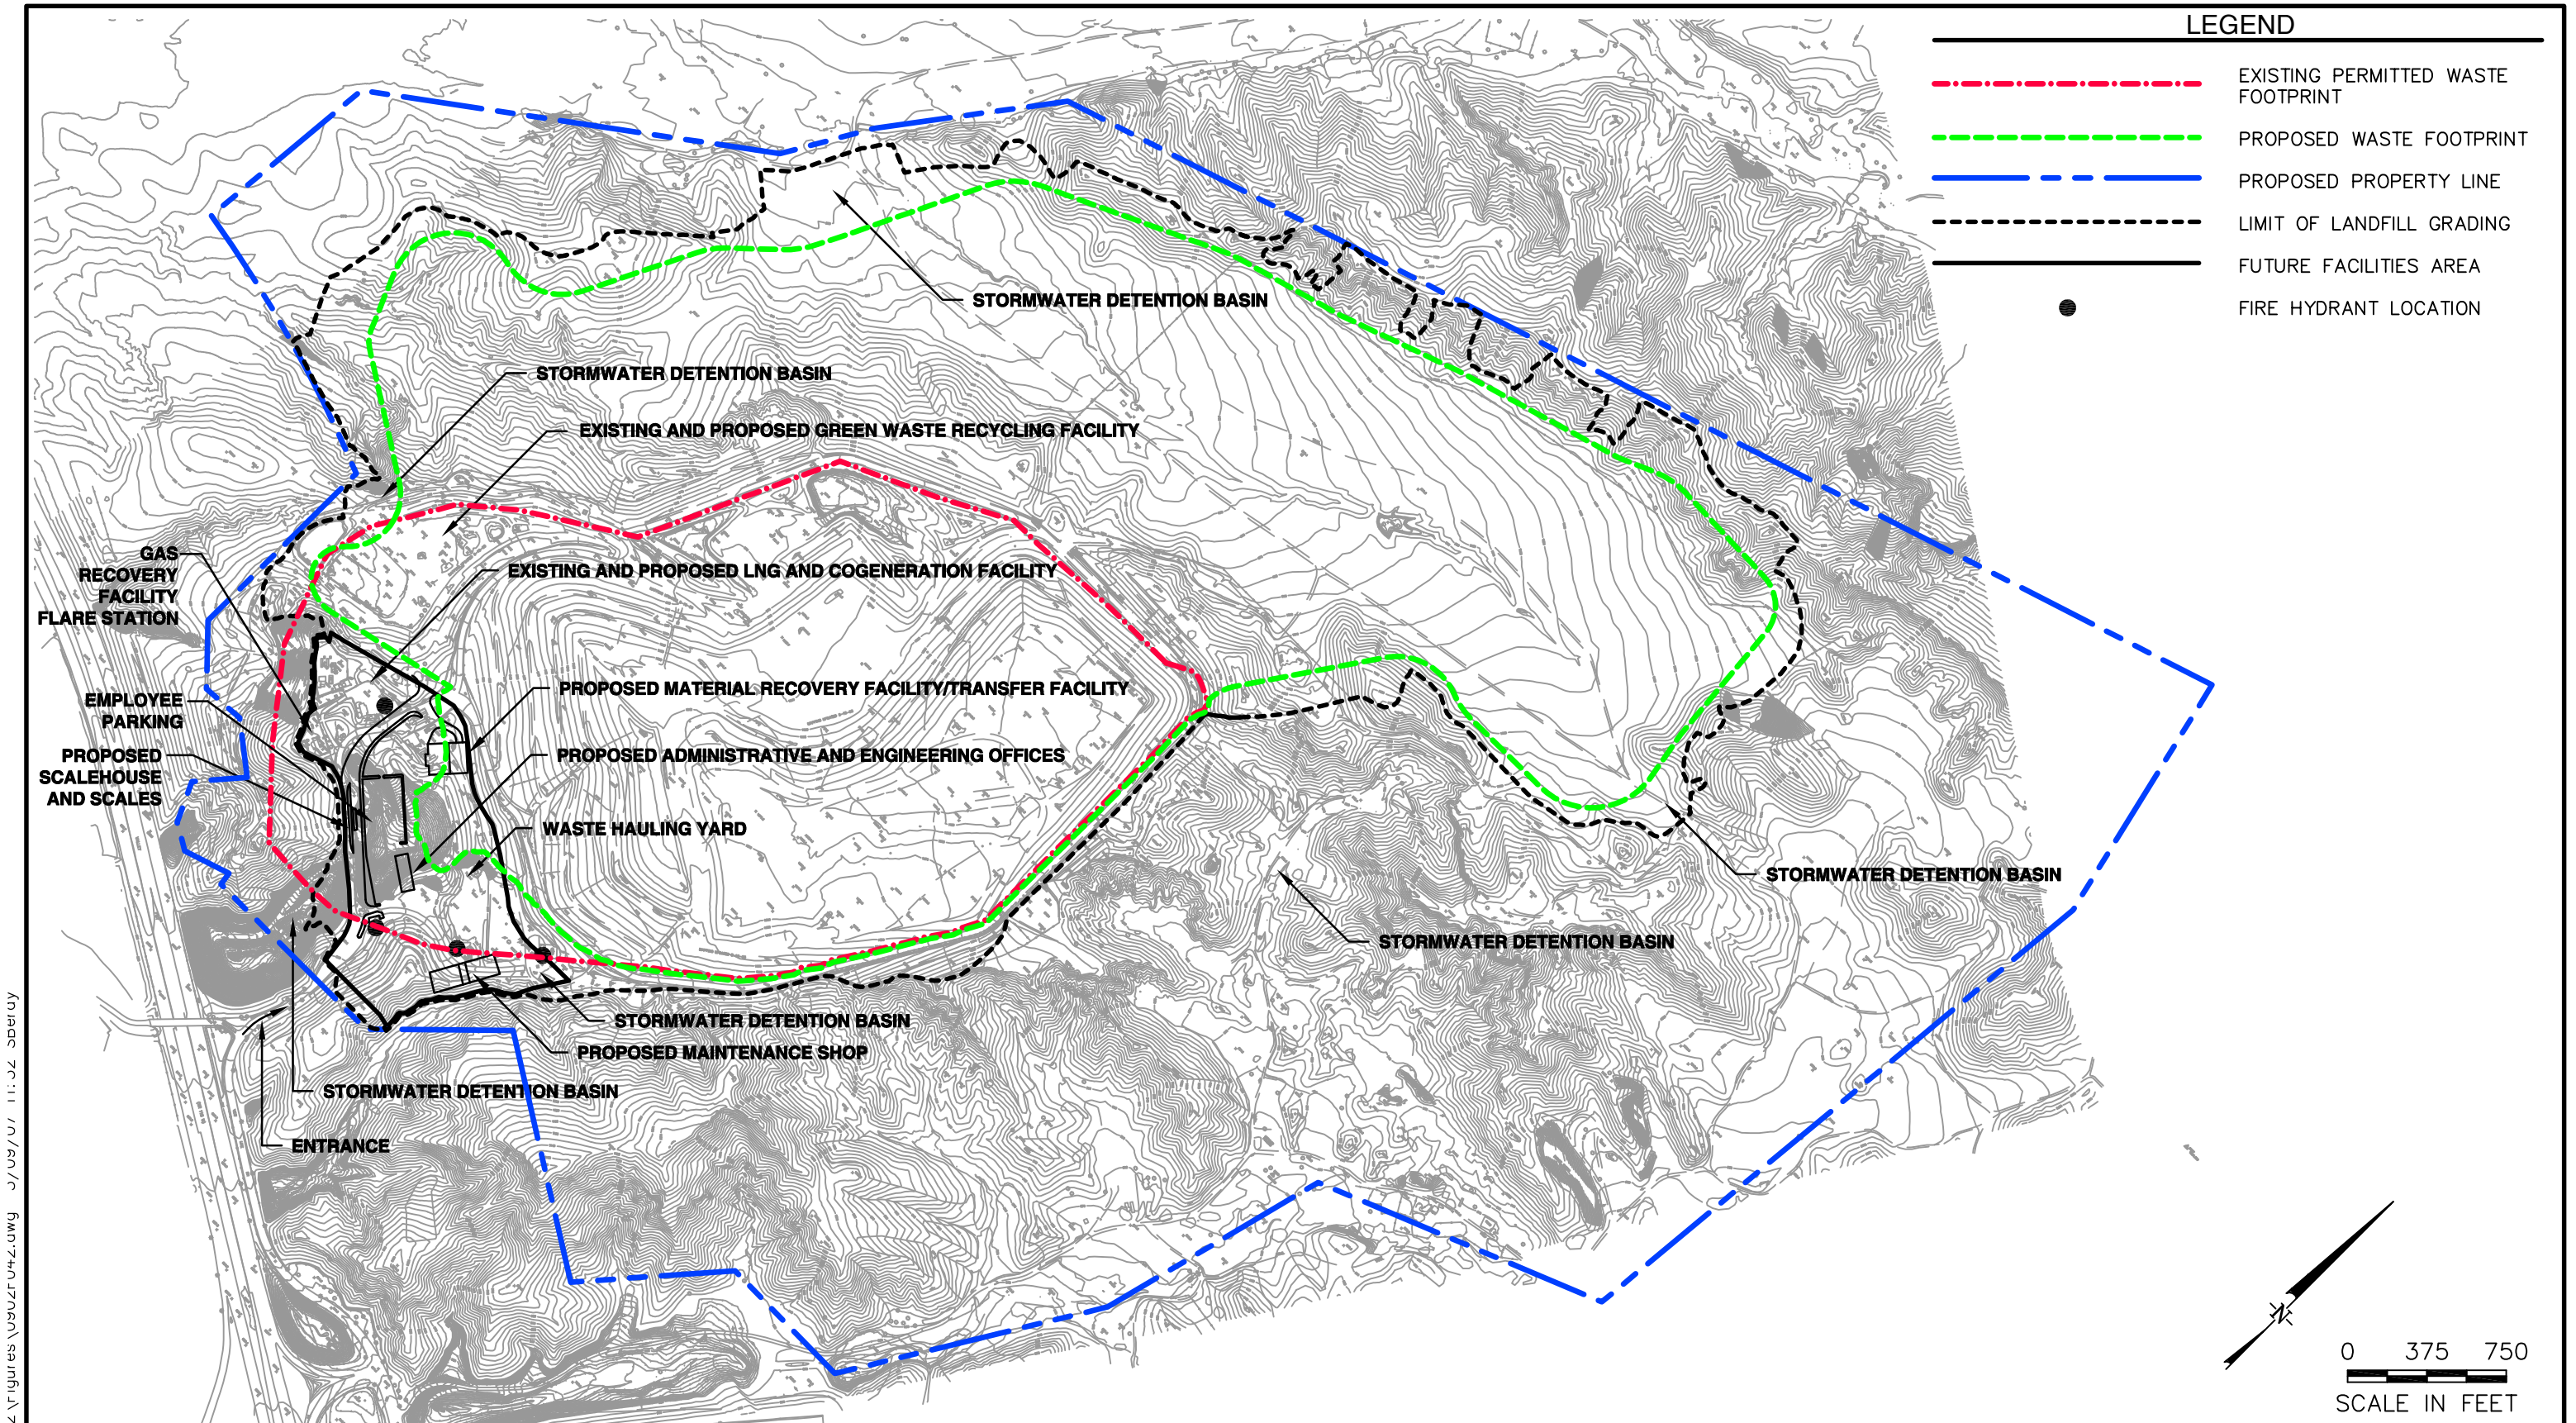 LEGEND
EXISTING PERMITTED WASTE
FOOTPRINT
PROPOSED WASTE FOOTPRINT
PROPOSED PROPERTY LINE
LIMIT OF LANDFILL GRADING
FUTURE FACILITIES AREA
FIRE HYDRANT LOCATION
STORMWATER DETENTION BASIN
STORMWATER DETENTION BASIN
EXISTING AND PROPOSED GREEN WASTE RECYCLING FACILITY
GAS
RECOVERY
FACILITY
FLARE STATION
EXISTING AND PROPOSED LNG AND COGENERATION FACILITY
PROPOSED MATERIAL RECOVERY FACILITY/TRANSFER FACILITY
EMPLOYEE
PARKING
PROPOSED
SCALEHOUSE
AND SCALES
PROPOSED ADMINISTRATIVE AND ENGINEERING OFFICES
WASTE HAULING YARD
STORMWATER DETENTION BASIN
STORMWATER DETENTION BASIN
STORMWATER DETENTION BASIN
PROPOSED MAINTENANCE SHOP
STORMWATER DETENTION BASIN
ENTRANCE
N
0 375 750
SCALE IN FEET